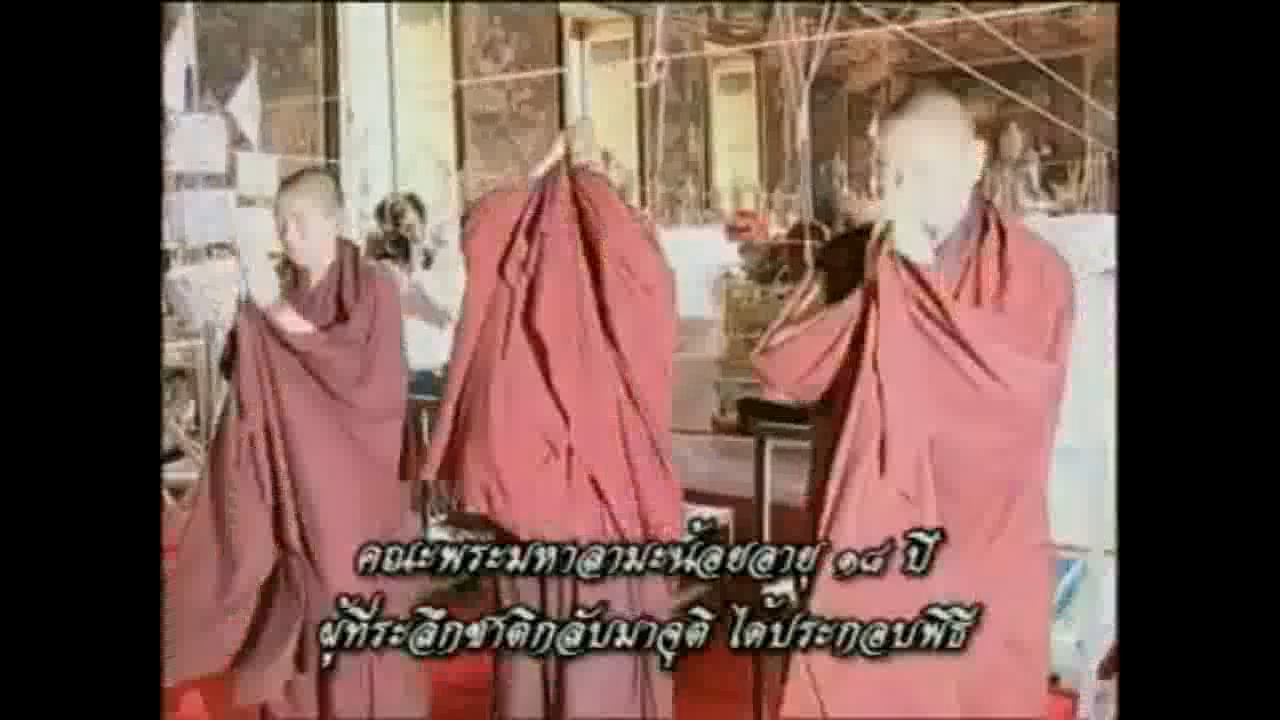 คณะพระมหาลามะน้อยอายุ ๑๘ ปี
ผู้ที่ระลึกชาติกลับมาจุติ ได้ประกอบพิธี